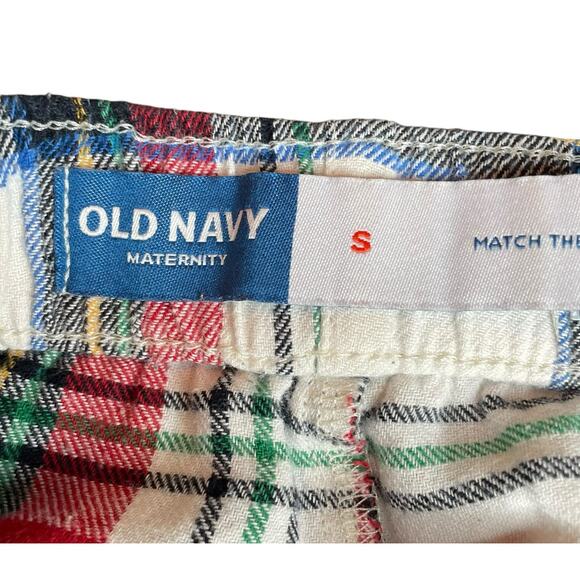 OLD NAVY
MATERNITY
S
MATCH THE